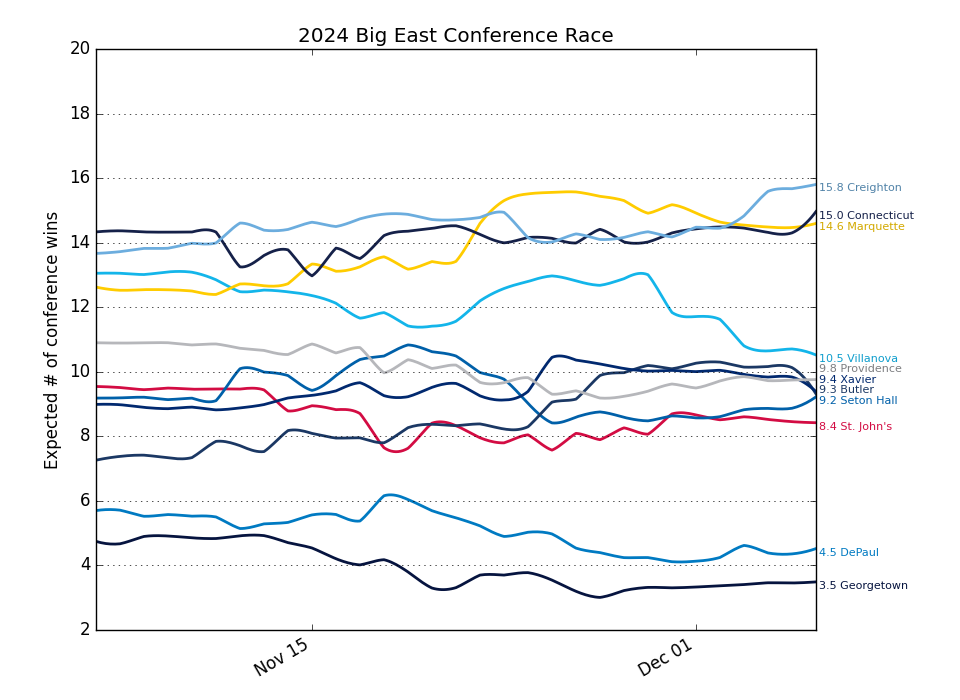 2024 Big East Conference Race
Expected # of conference wins
20
18
16
14
12
10
8
6
4
2
15.8 Creighton
15.0 Connecticut
14.6 Marquette
10.5 Villanova
9.8 Providence
9.4 Xavier
9.3 Butler
9.2 Seton Hall
8.4 St. John's
4.5 DePaul
3.5 Georgetown
Nov 15
Dec 01